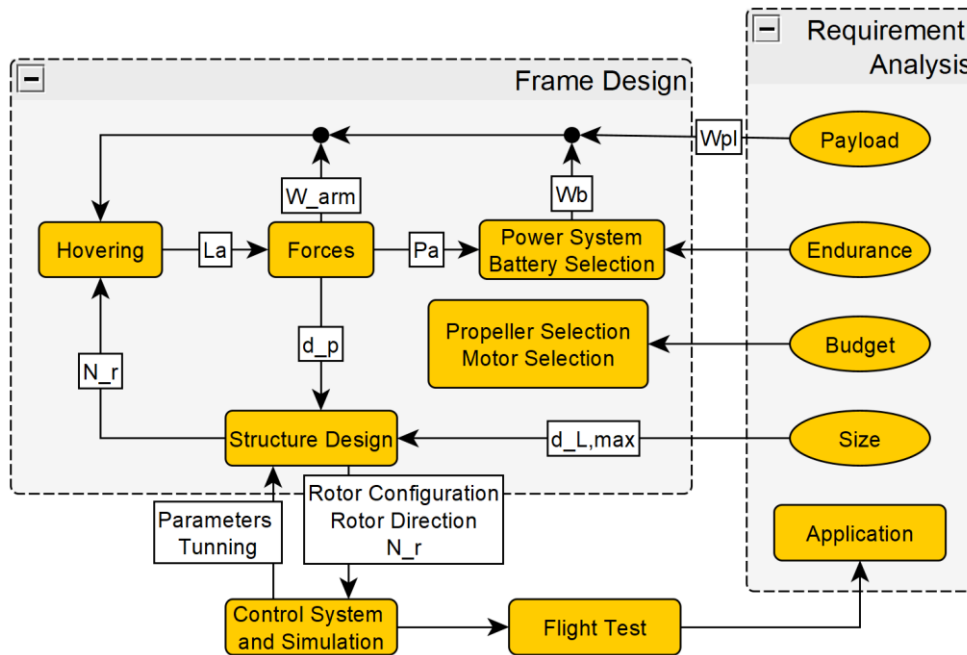 Requirement
Analysis
Frame Design
Wpl
Payload
W_arm
Wb
Hovering
La
Forces
Pa
Power System
Battery Selection
Endurance
Propeller Selection
Motor Selection
Budget
d_p
N_r
Structure Design
d_L,max
Size
Parameters
Tunning
Rotor Configuration
Rotor Direction
N_r
Application
Control System
and Simulation
Flight Test